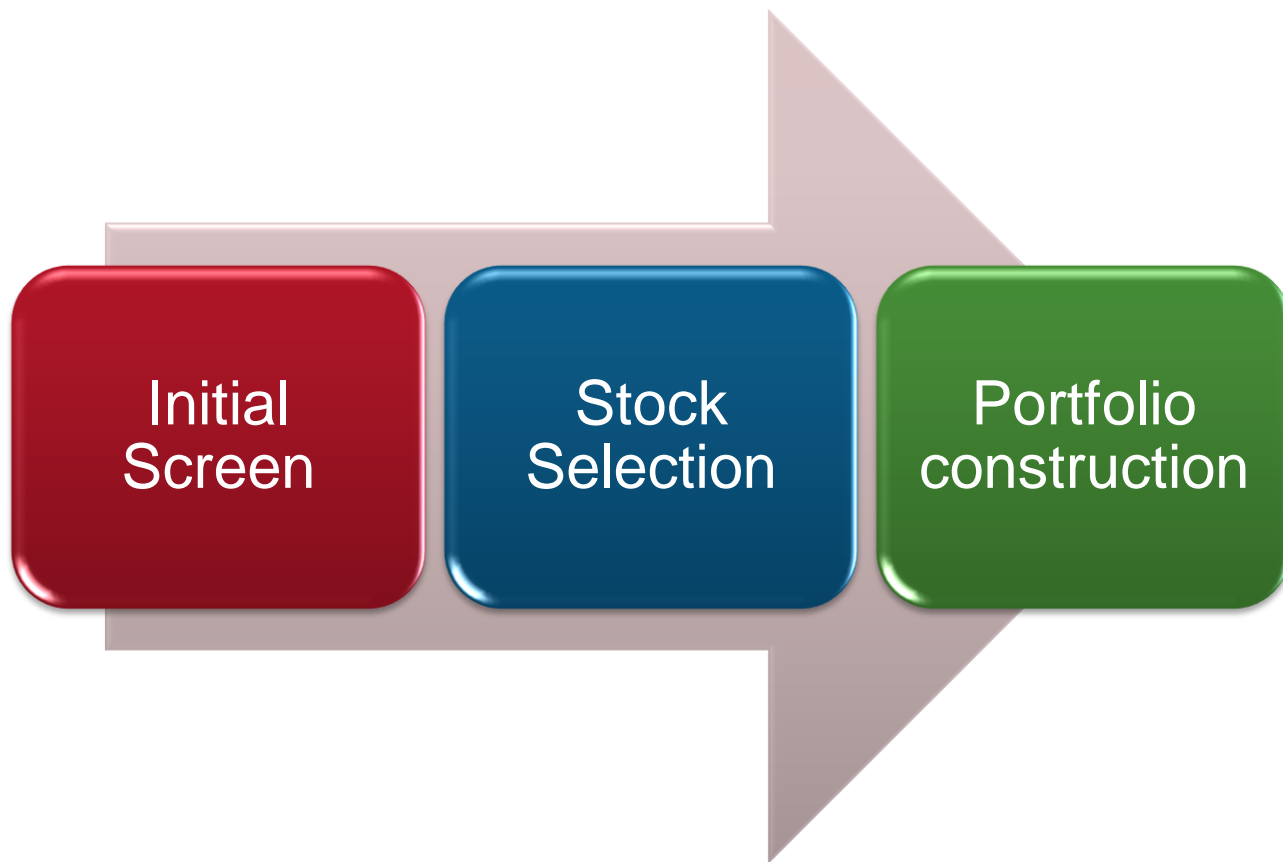 Initial
Screen
Stock
Selection
Portfolio
construction